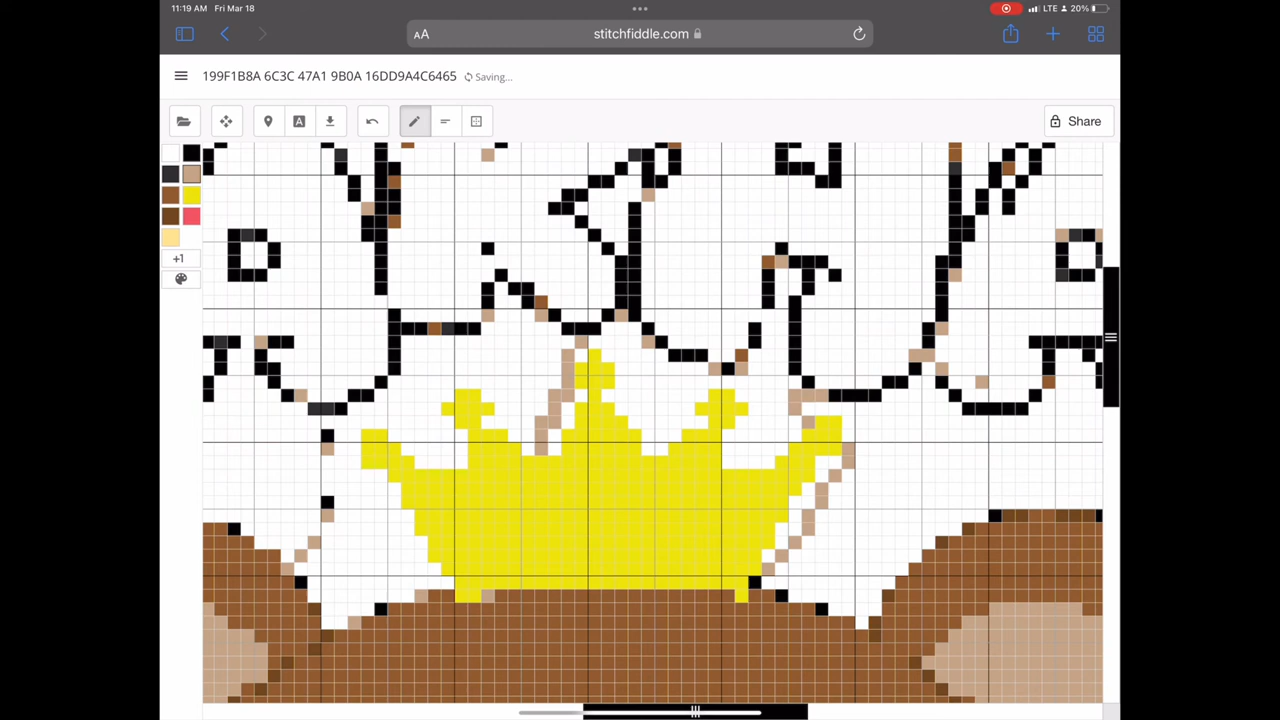 11:19 AM Fri Mar 18
LTE 20%
AA stitchfiddle.com
199F1B8A 6C3C 47A1 9B0A 16DD9A4C6465 Saving...
A Share
+1